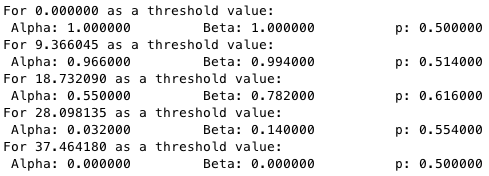 For 0.000000 as a threshold value:
Alpha: 1.000000 Beta: 1.000000 p: 0.500000
For 9.366045 as a threshold value:
Alpha: 0.966000 Beta: 0.994000 p: 0.514000
For 18.732090 as a threshold value:
Alpha: 0.550000 Beta: 0.782000 p: 0.616000
For 28.098135 as a threshold value:
Alpha: 0.032000 Beta: 0.140000 p: 0.554000
For 37.464180 as a threshold value:
Alpha: 0.000000 Beta: 0.000000 p: 0.500000